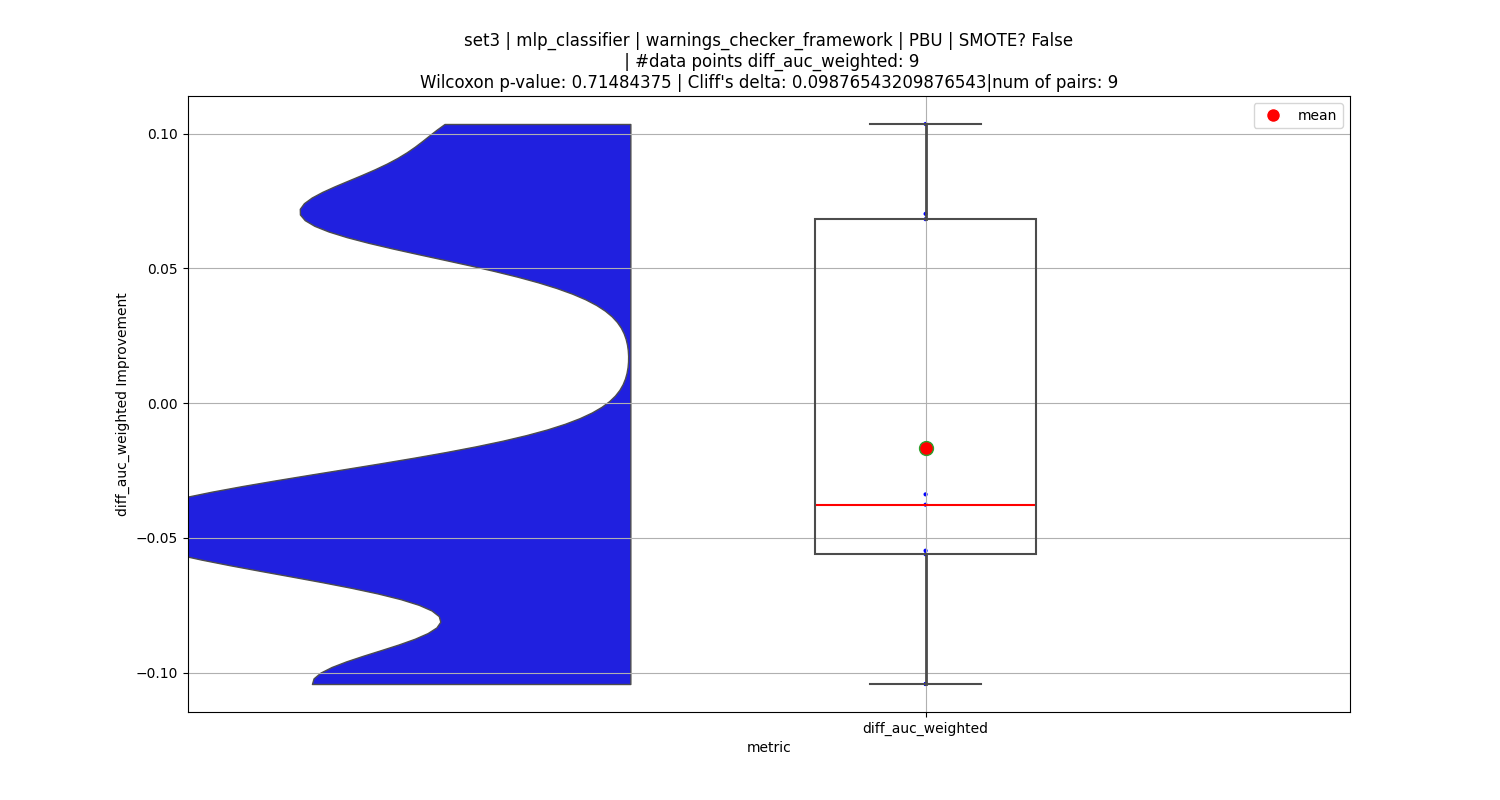 set3 | mlp_classifier | warnings_checker_framework | PBU | SMOTE? False
| #data points diff_auc_weighted: 9
Wilcoxon p-value: 0.71484375 | Cliff's delta: 0.09876543209876543|num of pairs: 9
mean
0.10
0.05
0.00
−0.05
−0.10
diff_auc_weighted Improvement
diff_auc_weighted
metric